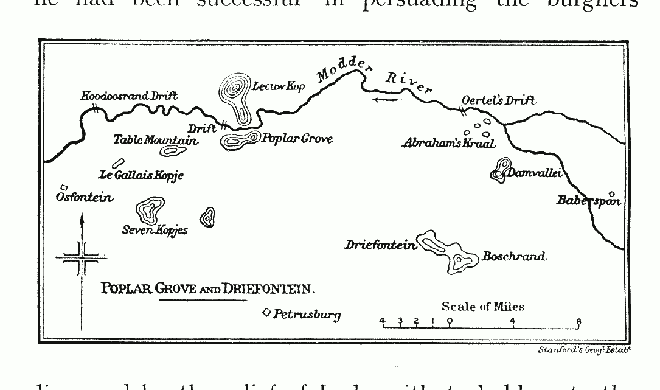 he had been successful in persuading the burghers
Modder River
Lector Kop
Koodoosrand Drift
Oertel's Drift
Drift
Poplar Grove
Table Mountain
Abraham's Kraal
Le Gallais Kopje
Damvallei
Osfontein
Baberspan
Seven Kopjes
Driefontein
Boschrand.
POPLAR GROVE AND DRIEFONTEIN.
Petrusburg
Scale of Miles
4 3 2 1 0 4 8
Stanford's Geog.l Estab.t